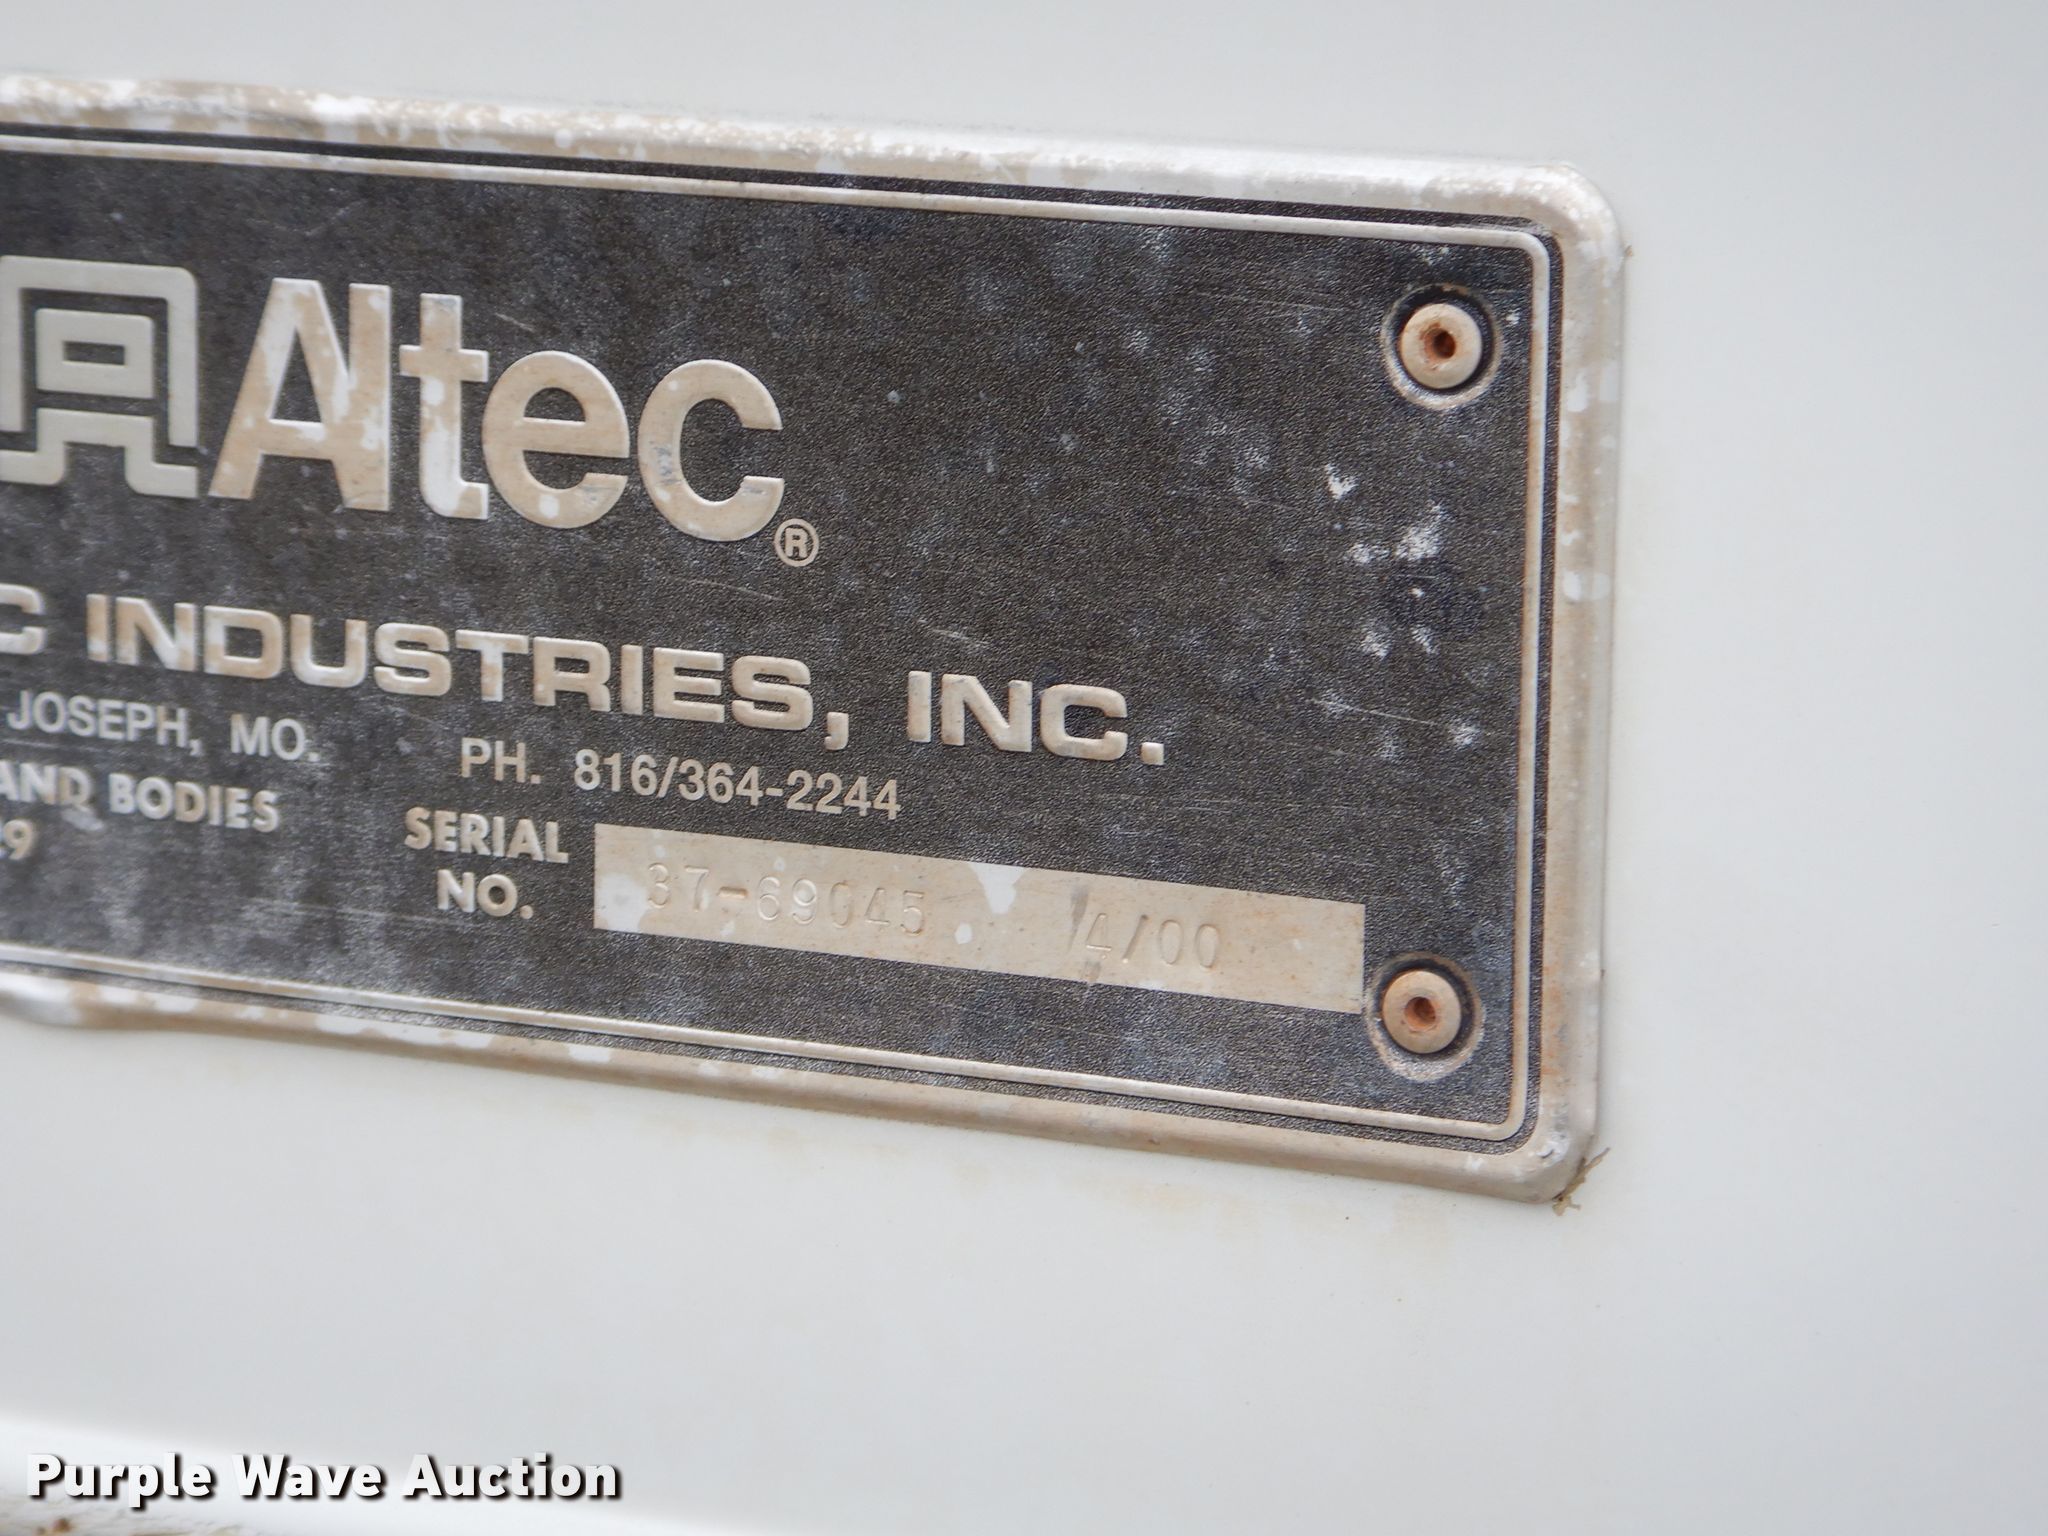 Altec®
C INDUSTRIES, INC.
JOSEPH, MO. PH. 816/364-2244
AND BODIES
29
SERIAL NO. 37-69045 4/00
Purple Wave Auction